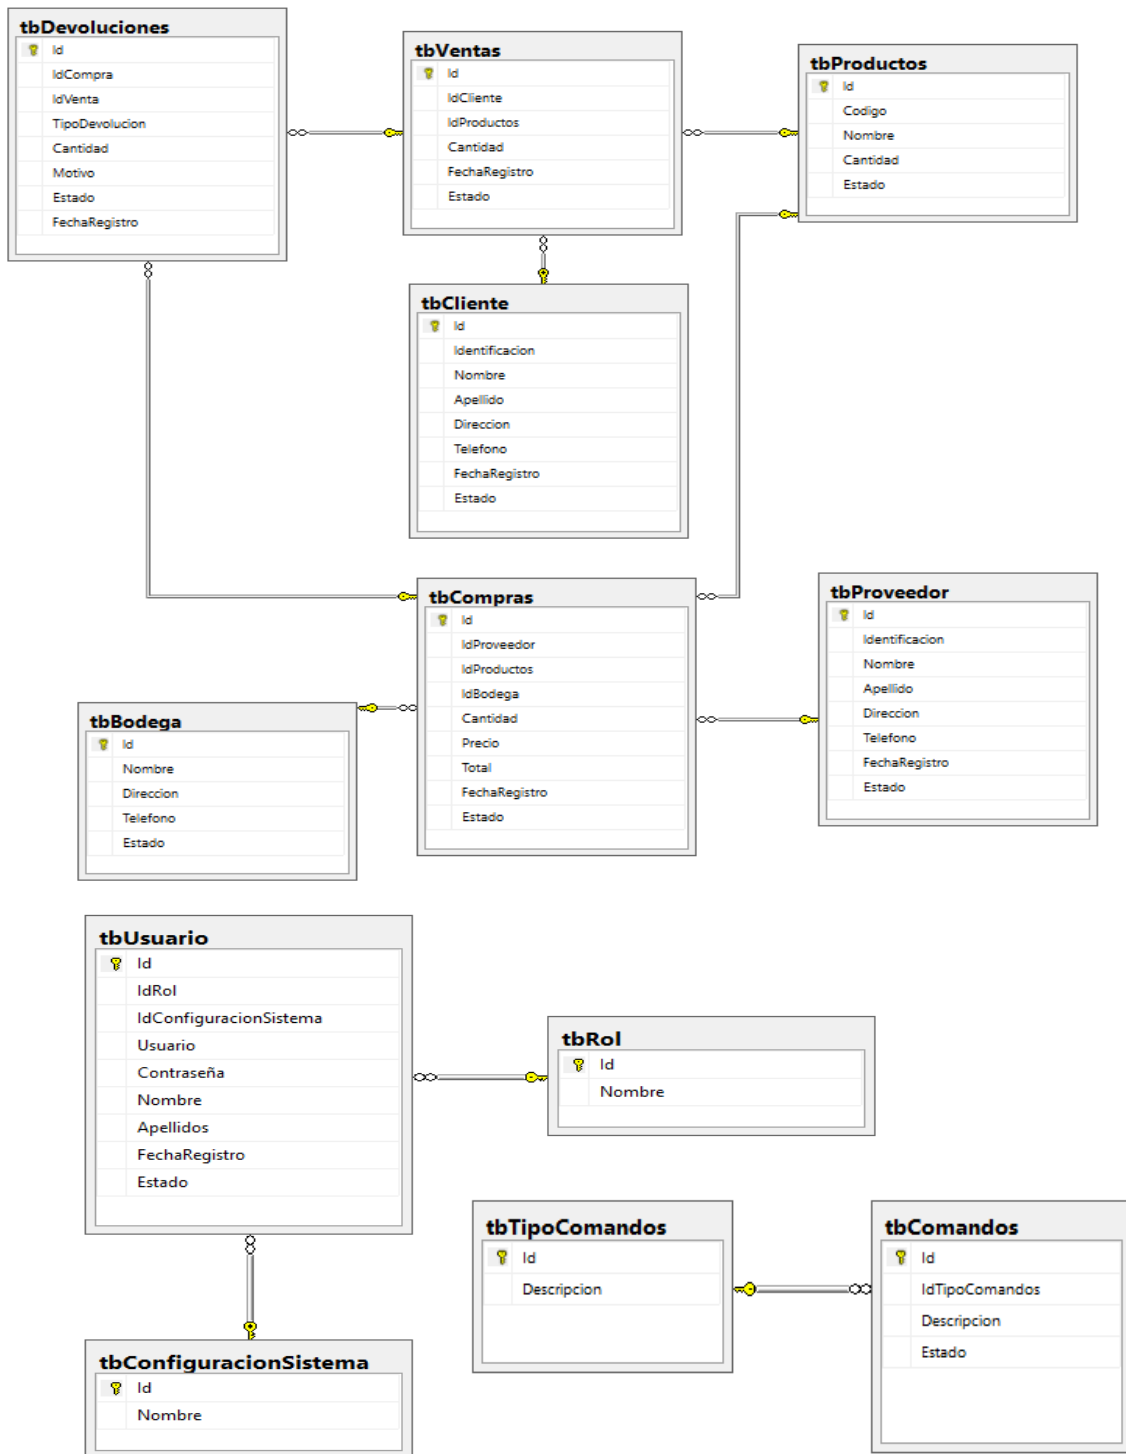 tbDevoluciones
Id
IdCompra
IdVenta
TipoDevolucion
Cantidad
Motivo
Estado
FechaRegistro
tbVentas
Id
IdCliente
IdProductos
Cantidad
FechaRegistro
Estado
tbProductos
Id
Codigo
Nombre
Cantidad
Estado
tbCliente
Id
Identificacion
Nombre
Apellido
Direccion
Telefono
FechaRegistro
Estado
tbCompras
Id
IdProveedor
IdProductos
IdBodega
Cantidad
Precio
Total
FechaRegistro
Estado
tbProveedor
Id
Identificacion
Nombre
Apellido
Direccion
Telefono
FechaRegistro
Estado
tbBodega
Id
Nombre
Direccion
Telefono
Estado
tbUsuario
Id
IdRol
IdConfiguracionSistema
Usuario
Contraseña
Nombre
Apellidos
FechaRegistro
Estado
tbRol
Id
Nombre
tbTipoComandos
Id
Descripcion
tbComandos
Id
IdTipoComandos
Descripcion
Estado
tbConfiguracionSistema
Id
Nombre